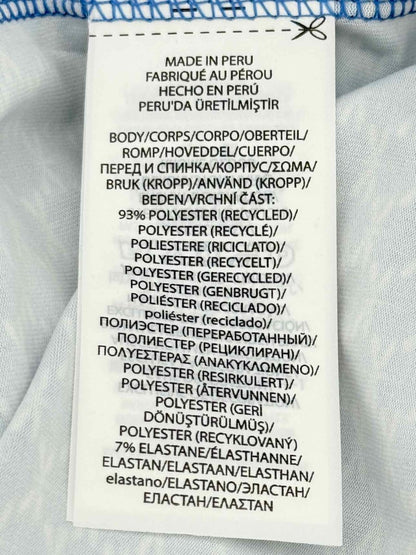 MADE IN PERU
FABRIQUÉ AU PÉROU
HECHO EN PERÚ
PERU'DA ÜRETİLMİŞTİR
BODY/CORPS/CORPO/OBERTEIL/
ROMP/HOVEDDEL/CUERPO/
ПЕРЕД И СПИНКА/КОРПУС/ΣΩΜΑ/
BRUK (KROPP)/ANVÄND (KROPP)/
BEDEN/VRCHNÍ ČÁST:
93% POLYESTER (RECYCLED)/
POLYESTER (RECYCLÉ)/
POLIESTERE (RICICLATO)/
POLYESTER (RECYCELT)/
POLYESTER (GERECYCLED)/
POLYESTER (GENBRUGT)/
POLIÉSTER (RECICLADO)/
poliéster (reciclado)/
ПОЛИЭСТЕР (ПЕРЕРАБОТАННЫЙ)/
ПОЛИЕСТЕР (РЕЦИКЛИРАН)/
ΠΟΛΥΕΣΤΕΡΑΣ (ΑΝΑΚΥΚΛΩΜΕΝΟ)/
POLYESTER (RESIRKULERT)/
POLYESTER (ÅTERVUNNEN)/
POLYESTER (GERI
DÖNÜŞTÜRÜLMÜŞ)/
POLYESTER (RECYKLOVANÝ)
7% ELASTANE/ÉLASTHANNE/
ELASTAN/ELASTAAN/ELASTHAN/
elastano/ELASTANO/ЭЛАСТАН/
ЕЛАСТАН/ΕΛΑΣΤΑΝ